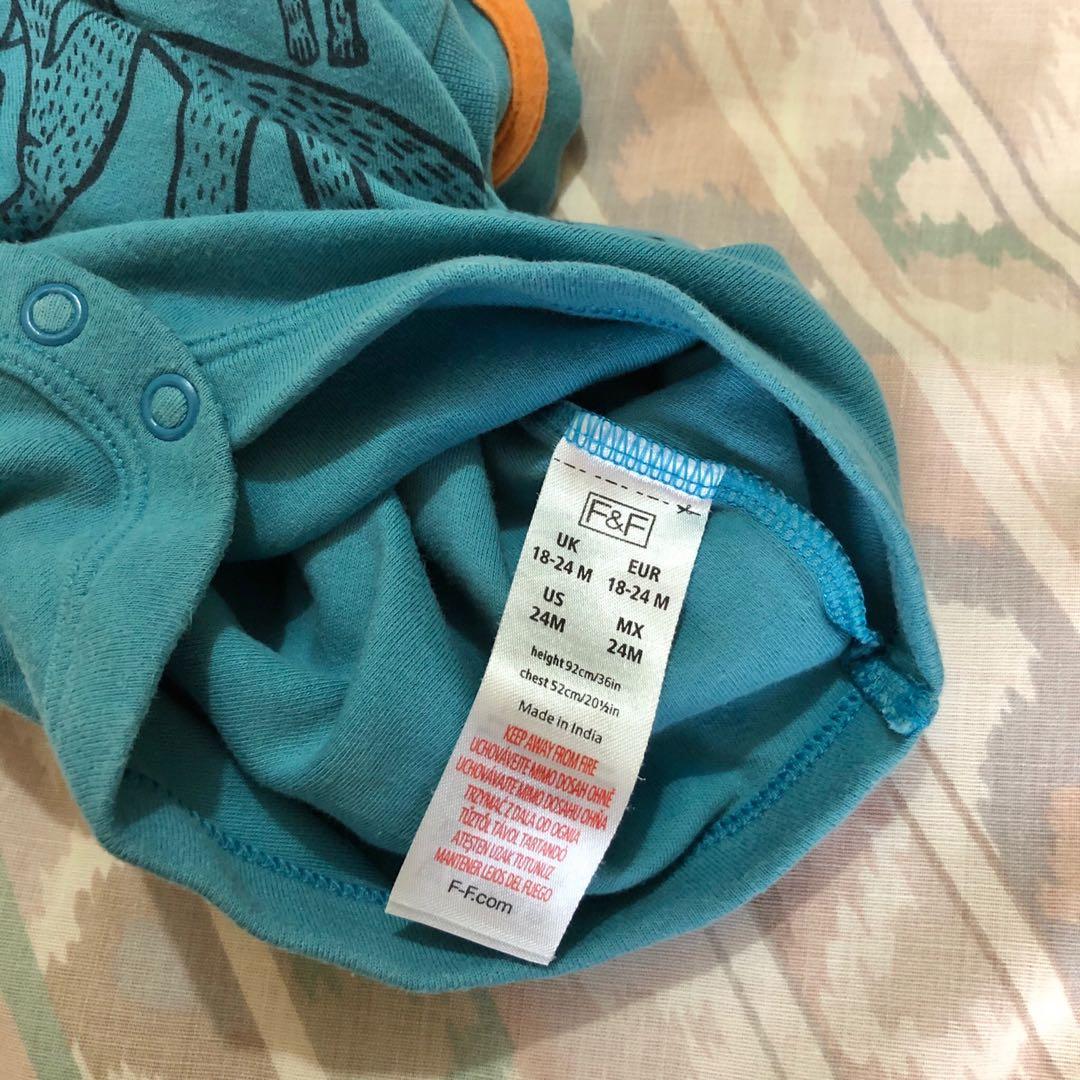 F&F
UK
18-24 M
EUR
18-24 M
US
24M
MX
24M
height 92cm/36in
chest 52cm/20½in
Made in India
KEEP AWAY FROM FIRE
UCHOVÁVEJTE MIMO DOSAH OHNĚ
UCHOVÁVAJTE MIMO DOSAHU OHŇA
TRZYMAĆ Z DALA OD OGNIA
TŰZTŐL TÁVOL TARTANDÓ
ATEŞTEN UZAK TUTUNUZ
MANTENER LEJOS DEL FUEGO
F-F.com